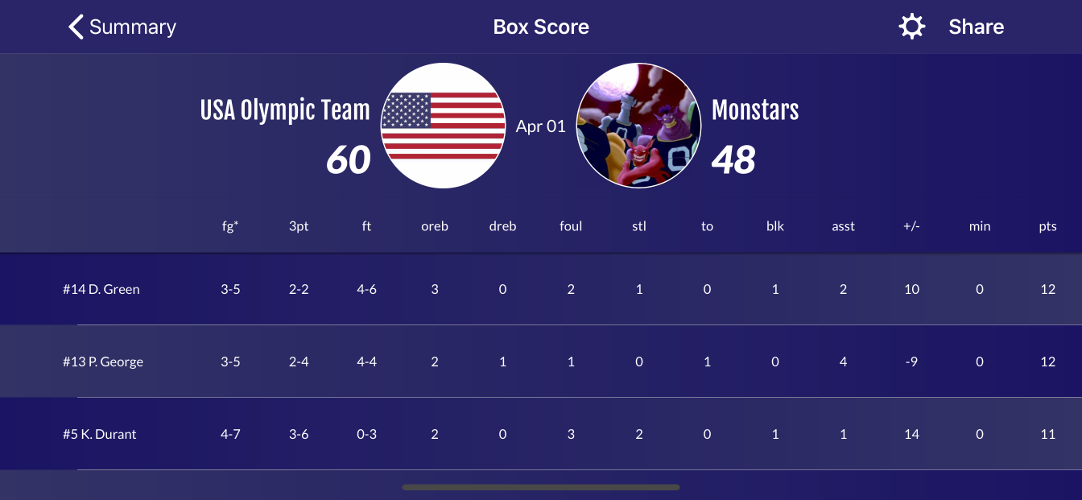 Summary Box Score Share
USA Olympic Team Monstars
Apr 01
60 48
fg* 3pt ft oreb dreb foul stl to blk asst +/- min pts
#14 D. Green 3-5 2-2 4-6 3 0 2 1 0 1 2 10 0 12
#13 P. George 3-5 2-4 4-4 2 1 1 0 1 0 4 -9 0 12
#5 K. Durant 4-7 3-6 0-3 2 0 3 2 0 1 1 14 0 11